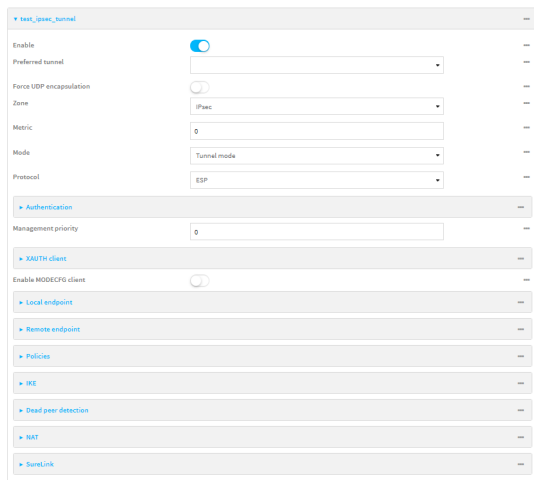 test_ipsec_tunnel
Enable
Preferred tunnel
Force UDP encapsulation
Zone
IPsec
Metric
0
Mode
Tunnel mode
Protocol
ESP
Authentication
Management priority
0
XAUTH client
Enable MODECFG client
Local endpoint
Remote endpoint
Policies
IKE
Dead peer detection
NAT
SureLink